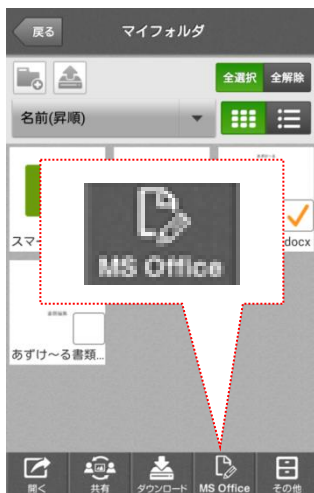 戻る
マイフォルダ
全選択 全解除
名前(昇順)
MS Office
スマー
docx
あずけ〜る書類...
開く 共有 ダウンロード MS Office その他